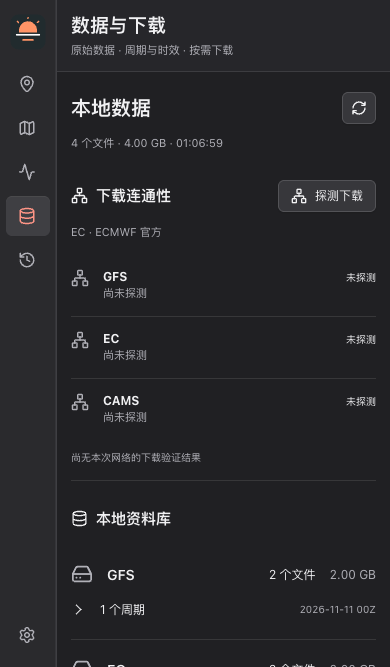 数据与下载
原始数据 · 周期与时效 · 按需下载
本地数据
4 个文件 · 4.00 GB · 01:06:59
下载连通性
探测下载
EC · ECMWF 官方
GFS
未探测
尚未探测
EC
未探测
尚未探测
CAMS
未探测
尚未探测
尚无本次网络的下载验证结果
本地资料库
GFS 2 个文件 2.00 GB
1 个周期 2026-11-11 00Z